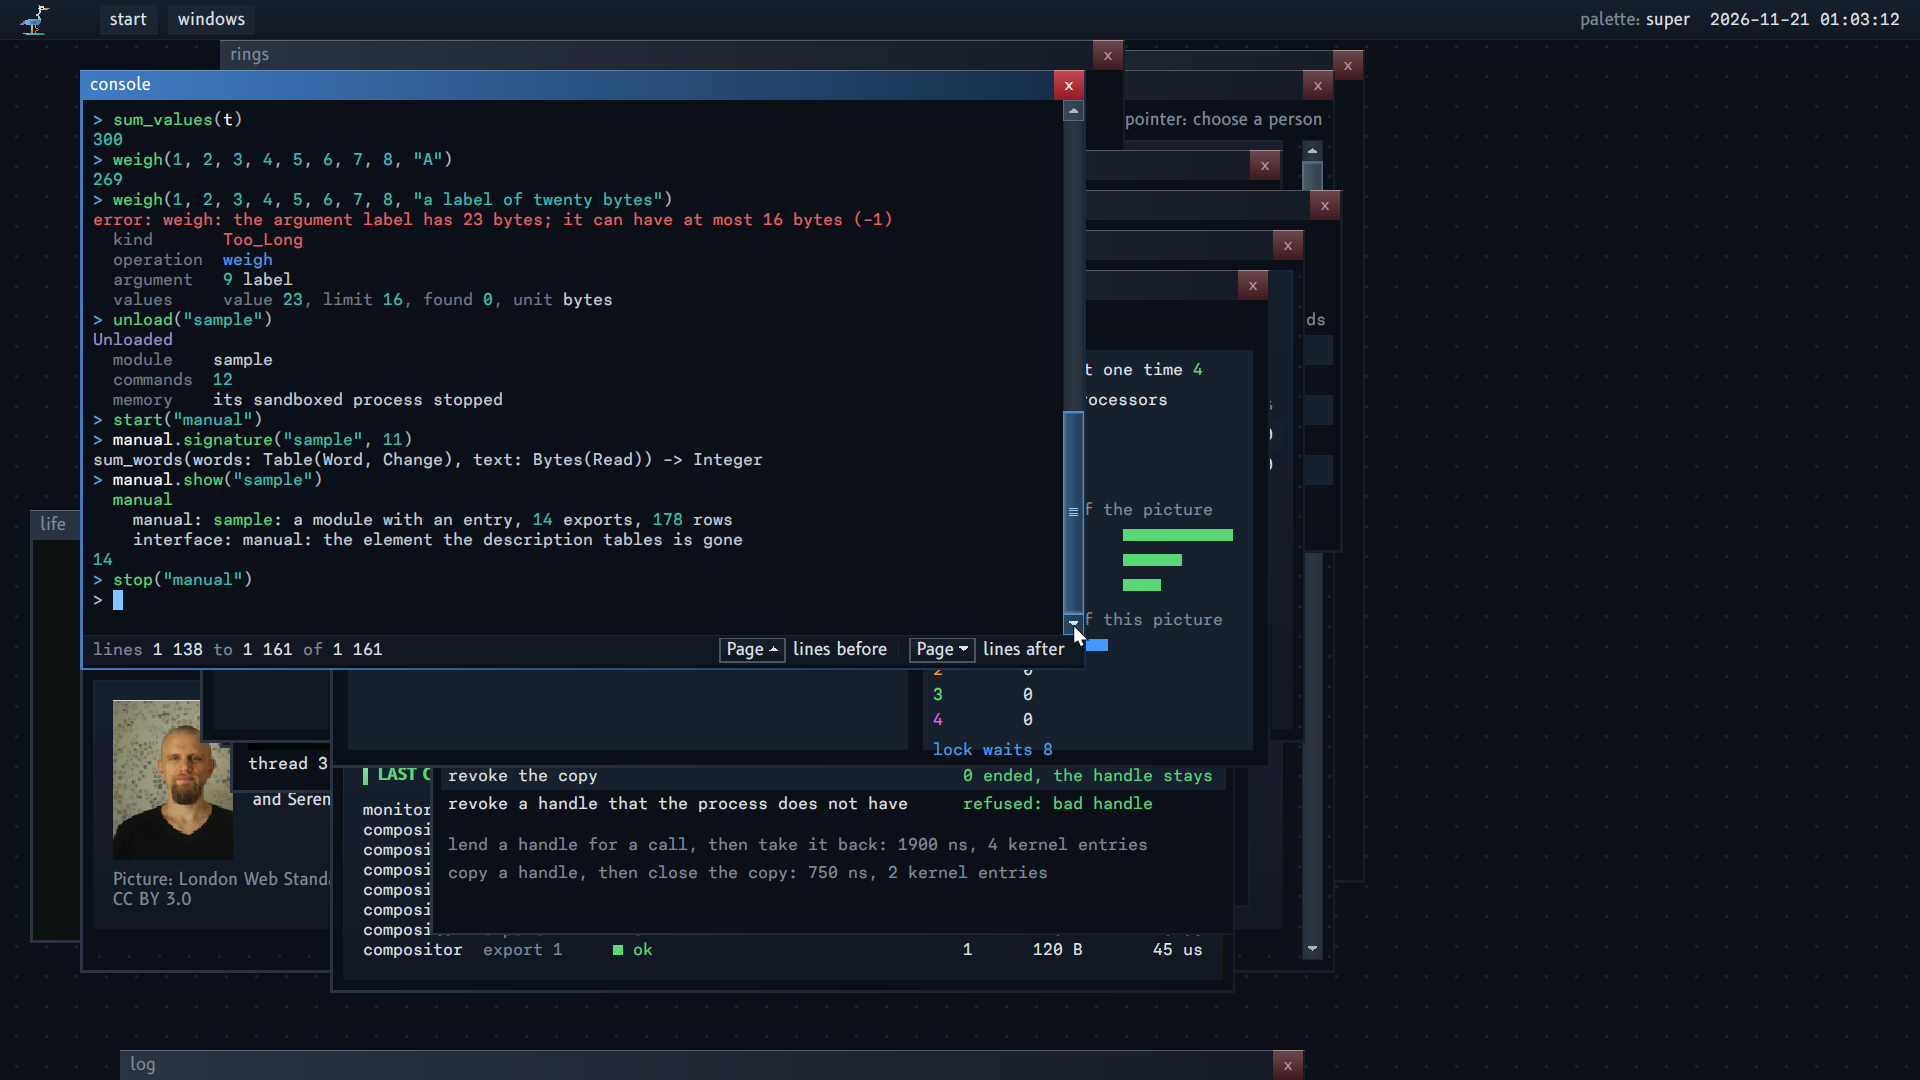 start windows palette: super 2026-11-21 01:03:12
rings x
x
console x
x
pointer: choose a person
> sum_values(t)
300
> weigh(1, 2, 3, 4, 5, 6, 7, 8, "A")
x
269
> weigh(1, 2, 3, 4, 5, 6, 7, 8, "a label of twenty bytes")
x
error: weigh: the argument label has 23 bytes; it can have at most 16 bytes (-1)
kind Too_Long
x
operation weigh
argument 9 label
x
values value 23, limit 16, found 0, unit bytes
> unload("sample")
ds
Unloaded
module sample
t one time 4
commands 12
memory its sandboxed process stopped
ocessors
> start("manual")
> manual.signature("sample", 11)
sum_words(words: Table(Word, Change), text: Bytes(Read)) -> Integer
> manual.show("sample")
manual
f the picture
manual: sample: a module with an entry, 14 exports, 178 rows
life
interface: manual: the element the description tables is gone
14
> stop("manual")
>
f this picture
lines 1 138 to 1 161 of 1 161 Page lines before Page lines after
2 0
3 0
4 0
lock waits 8
thread 3
LAST C
revoke the copy 0 ended, the handle stays
and Seren
revoke a handle that the process does not have refused: bad handle
monitor
composi
lend a handle for a call, then take it back: 1900 ns, 4 kernel entries
composi
composi
copy a handle, then close the copy: 750 ns, 2 kernel entries
Picture: London Web Standa
CC BY 3.0
composi
composi
composi
compositor export 1 ok 1 120 B 45 us
log x